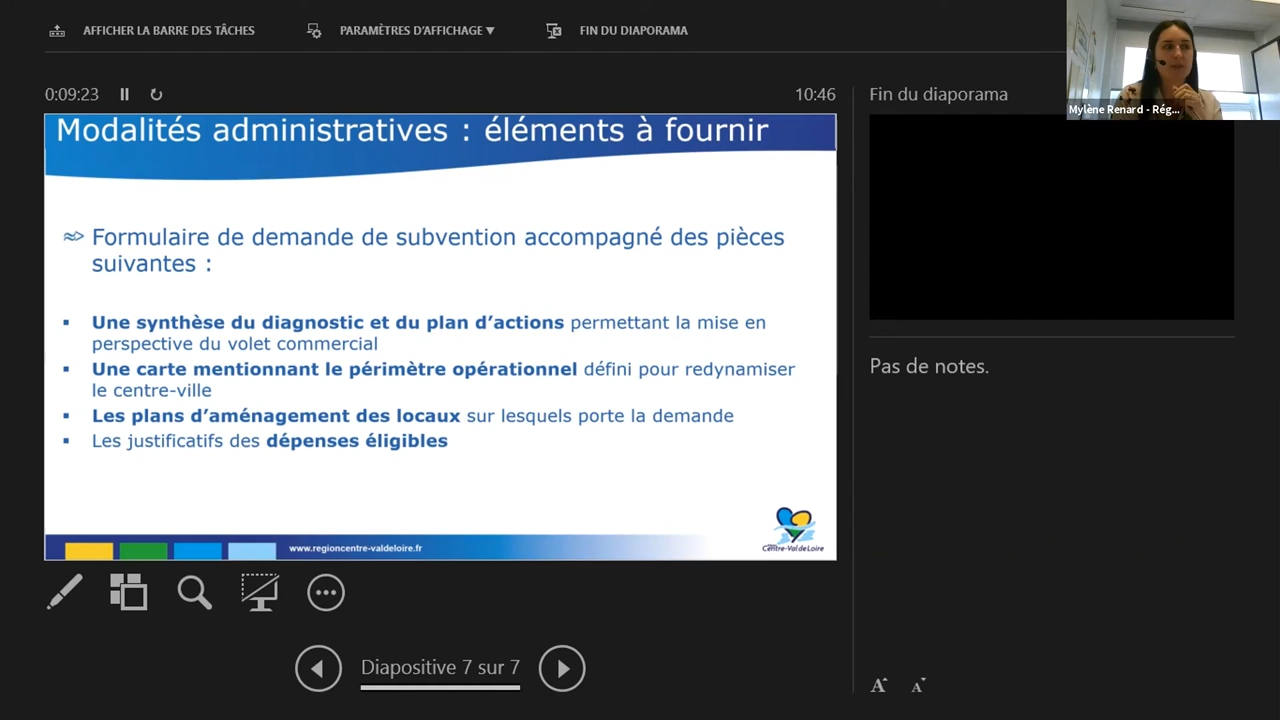 AFFICHER LA BARRE DES TÂCHES
PARAMÈTRES D'AFFICHAGE ▼
FIN DU DIAPORAMA
Mylène Renard - Rég...
0:09:23
10:46
Fin du diaporama
Modalités administratives : éléments à fournir
Formulaire de demande de subvention accompagné des pièces
suivantes :
▪ Une synthèse du diagnostic et du plan d’actions permettant la mise en
perspective du volet commercial
▪ Une carte mentionnant le périmètre opérationnel défini pour redynamiser
le centre-ville
▪ Les plans d’aménagement des locaux sur lesquels porte la demande
▪ Les justificatifs des dépenses éligibles
www.regioncentre-valdeloire.fr
Centre-Val de Loire
Pas de notes.
Diapositive 7 sur 7
A A